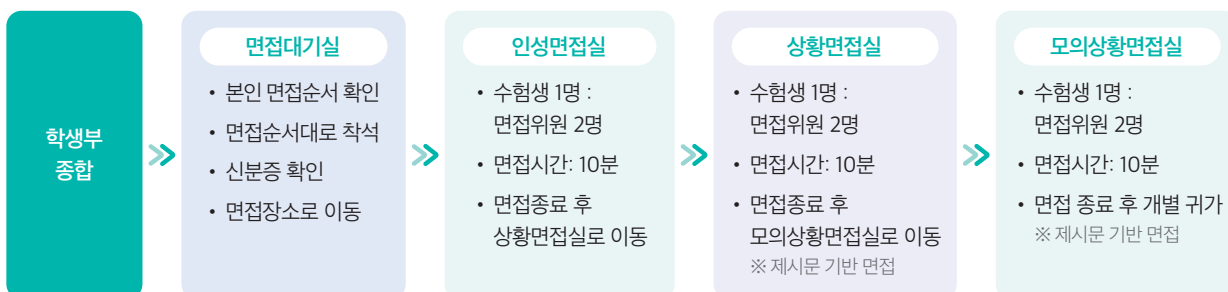 학생부
종합
면접대기실
• 본인 면접순서 확인
• 면접순서대로 착석
• 신분증 확인
• 면접장소로 이동
인성면접실
• 수험생 1명 :
면접위원 2명
• 면접시간: 10분
• 면접종료 후
상황면접실로 이동
상황면접실
• 수험생 1명 :
면접위원 2명
• 면접시간: 10분
• 면접종료 후
모의상황면접실로 이동
※ 제시문 기반 면접
모의상황면접실
• 수험생 1명 :
면접위원 2명
• 면접시간: 10분
• 면접 종료 후 개별 귀가
※ 제시문 기반 면접